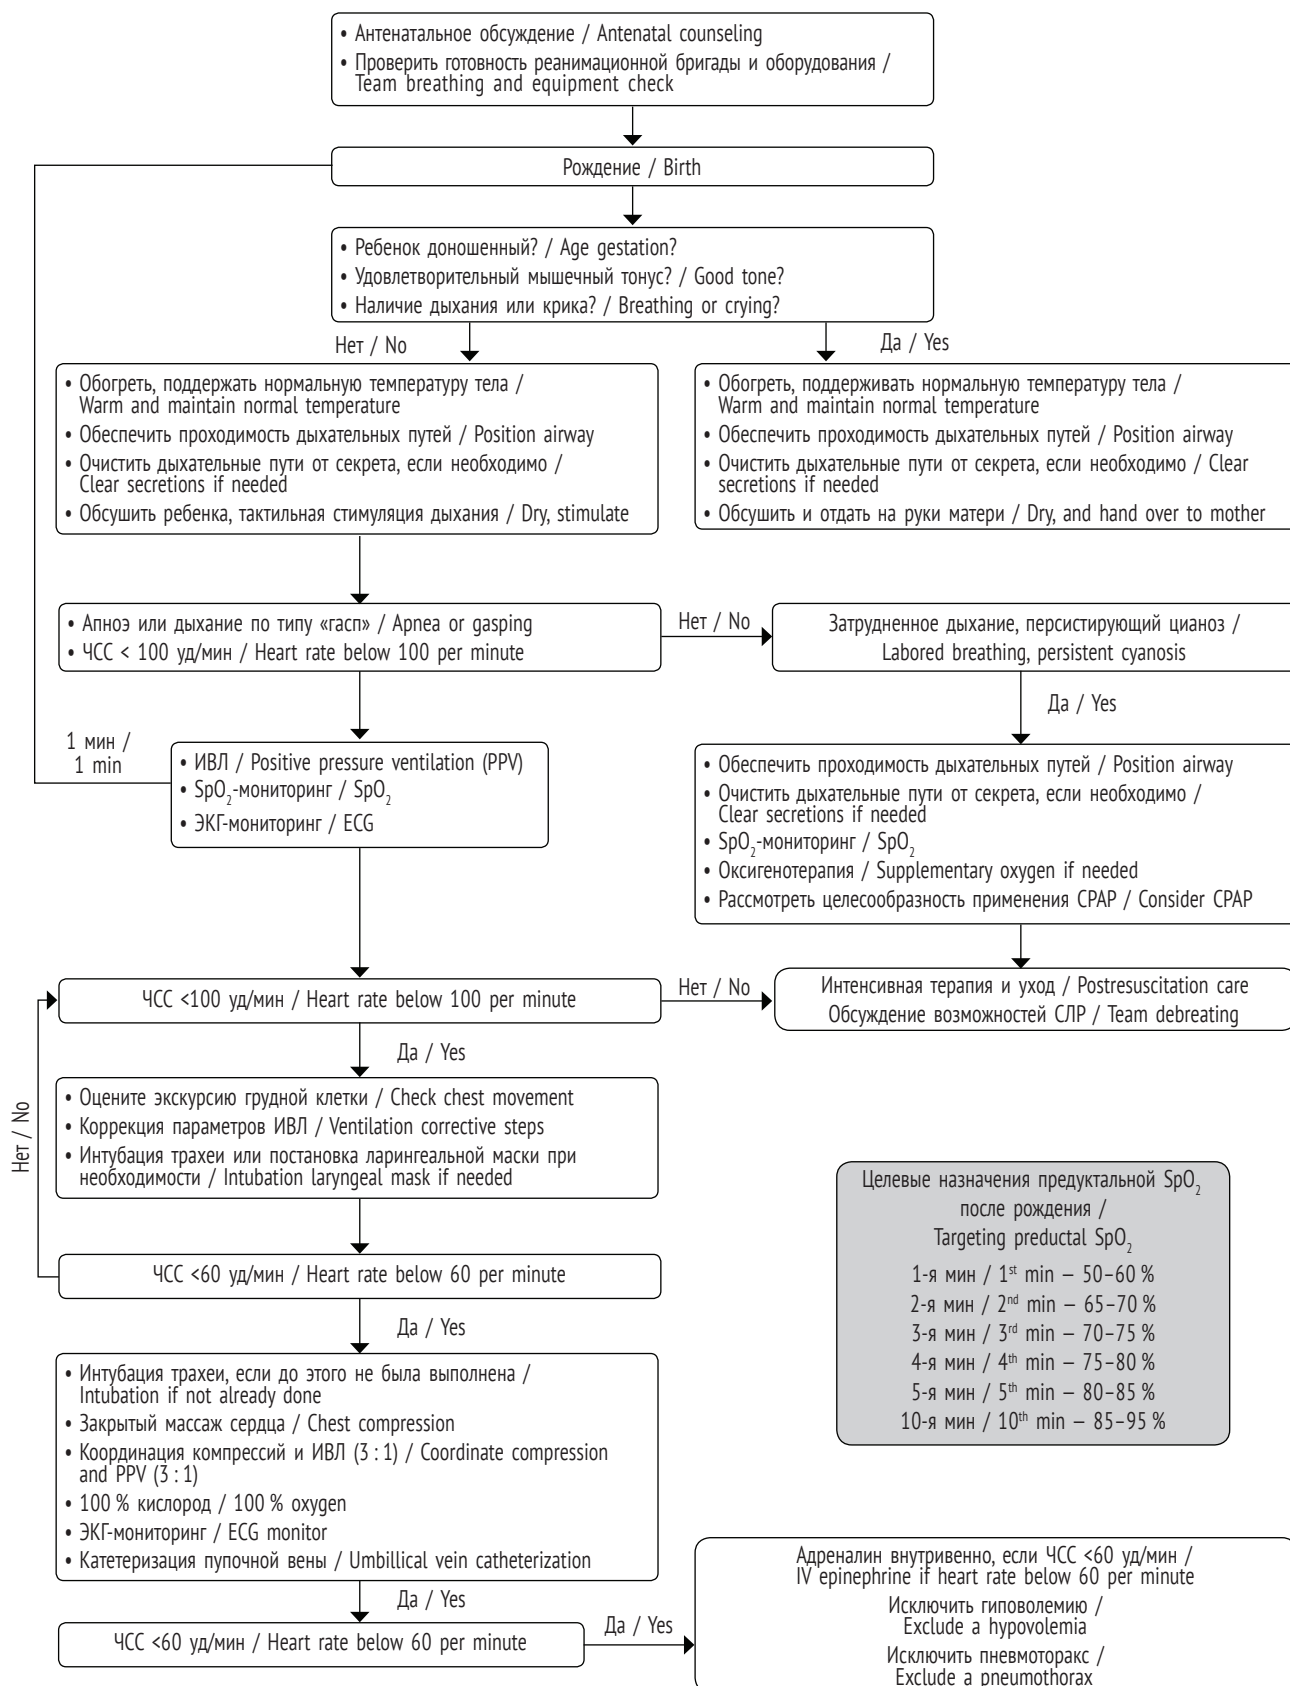 • Антенатальное обсуждение / Antenatal counseling
• Проверить готовность реанимационной бригады и оборудования /
Team breathing and equipment check
Рождение / Birth
• Ребенок доношенный? / Age gestation?
• Удовлетворительный мышечный тонус? / Good tone?
• Наличие дыхания или крика? / Breathing or crying?
Нет / No
Да / Yes
• Обогреть, поддержать нормальную температуру тела /
Warm and maintain normal temperature
• Обеспечить проходимость дыхательных путей / Position airway
• Очистить дыхательные пути от секрета, если необходимо /
Clear secretions if needed
• Обсушить ребенка, тактильная стимуляция дыхания / Dry, stimulate
• Обогреть, поддерживать нормальную температуру тела /
Warm and maintain normal temperature
• Обеспечить проходимость дыхательных путей / Position airway
• Очистить дыхательные пути от секрета, если необходимо / Clear
secretions if needed
• Обсушить и отдать на руки матери / Dry, and hand over to mother
• Апноэ или дыхание по типу «гасп» / Apnea or gasping
• ЧСС < 100 уд/мин / Heart rate below 100 per minute
Нет / No
Затрудненное дыхание, персистирующий цианоз /
Labored breathing, persistent cyanosis
Да / Yes
1 мин /
1 min
• ИВЛ / Positive pressure ventilation (PPV)
• SpO₂-мониторинг / SpO₂
• ЭКГ-мониторинг / ECG
• Обеспечить проходимость дыхательных путей / Position airway
• Очистить дыхательные пути от секрета, если необходимо /
Clear secretions if needed
• SpO₂-мониторинг / SpO₂
• Оксигенотерапия / Supplementary oxygen if needed
• Рассмотреть целесообразность применения CPAP / Consider CPAP
ЧСС <100 уд/мин / Heart rate below 100 per minute
Нет / No
Интенсивная терапия и уход / Postresuscitation care
Обсуждение возможностей СЛР / Team debreating
Да / Yes
Нет / No
• Оцените экскурсию грудной клетки / Check chest movement
• Коррекция параметров ИВЛ / Ventilation corrective steps
• Интубация трахеи или постановка ларингеальной маски при
необходимости / Intubation laryngeal mask if needed
ЧСС <60 уд/мин / Heart rate below 60 per minute
Да / Yes
Целевые назначения предуктальной SpO₂
после рождения /
Targeting preductal SpO₂
1-я мин / 1st min – 50–60 %
2-я мин / 2nd min – 65–70 %
3-я мин / 3rd min – 70–75 %
4-я мин / 4th min – 75–80 %
5-я мин / 5th min – 80–85 %
10-я мин / 10th min – 85–95 %
• Интубация трахеи, если до этого не была выполнена /
Intubation if not already done
• Закрытый массаж сердца / Chest compression
• Координация компрессий и ИВЛ (3 : 1) / Coordinate compression
and PPV (3 : 1)
• 100 % кислород / 100 % oxygen
• ЭКГ-мониторинг / ECG monitor
• Катетеризация пупочной вены / Umbillical vein catheterization
Да / Yes
ЧСС <60 уд/мин / Heart rate below 60 per minute
Да / Yes
Адреналин внутривенно, если ЧСС <60 уд/мин /
IV epinephrine if heart rate below 60 per minute
Исключить гиповолемию /
Exclude a hypovolemia
Исключить пневмоторакс /
Exclude a pneumothorax